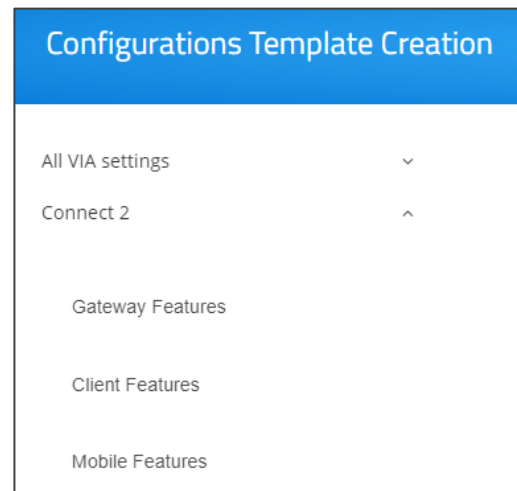 Configurations Template Creation
All VIA settings
Connect 2
Gateway Features
Client Features
Mobile Features